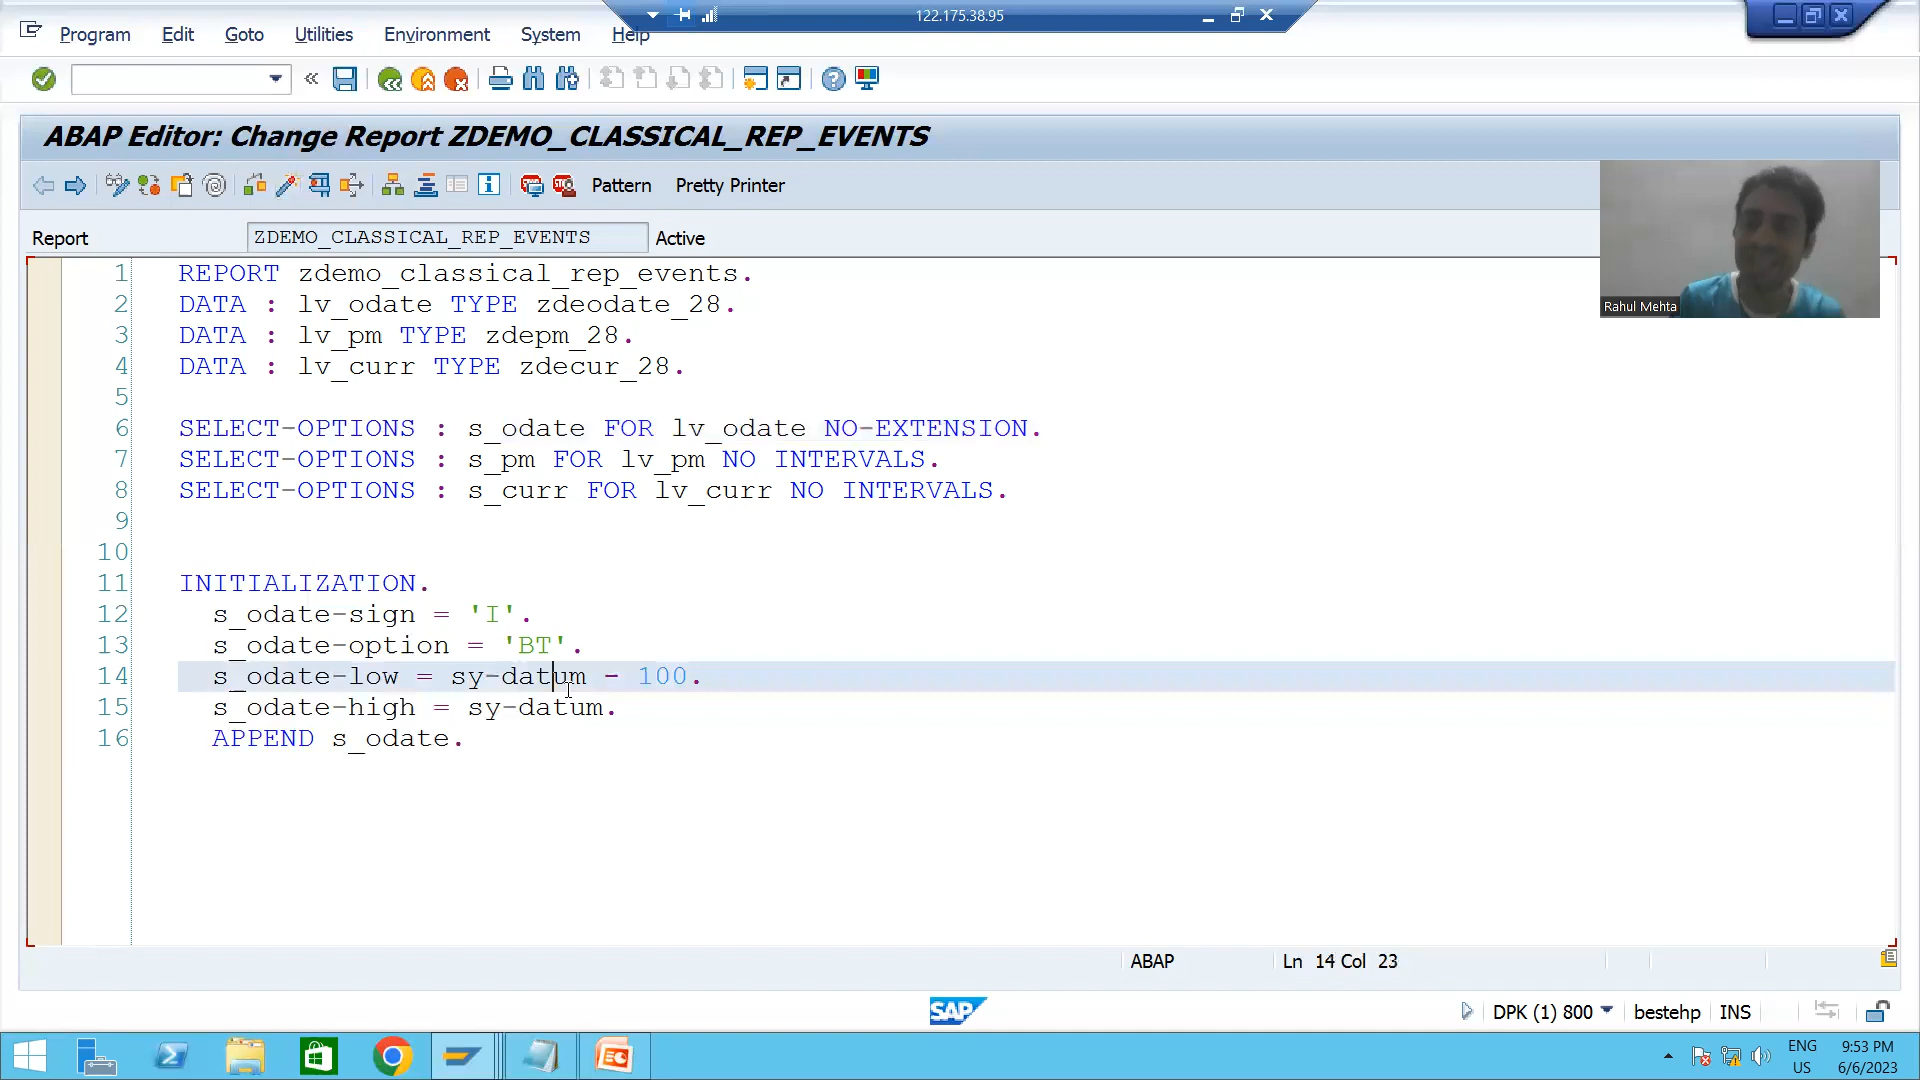 122.175.38.95
Program Edit Goto Utilities Environment System Help
ABAP Editor: Change Report ZDEMO_CLASSICAL_REP_EVENTS
Pattern Pretty Printer
Report ZDEMO_CLASSICAL_REP_EVENTS Active
Rahul Mehta
1 REPORT zdemo_classical_rep_events.
2 DATA : lv_odate TYPE zdeodate_28.
3 DATA : lv_pm TYPE zdepm_28.
4 DATA : lv_curr TYPE zdecur_28.
5
6 SELECT-OPTIONS : s_odate FOR lv_odate NO-EXTENSION.
7 SELECT-OPTIONS : s_pm FOR lv_pm NO INTERVALS.
8 SELECT-OPTIONS : s_curr FOR lv_curr NO INTERVALS.
9
10
11 INITIALIZATION.
12 s_odate-sign = 'I'.
13 s_odate-option = 'BT'.
14 s_odate-low = sy-datum - 100.
15 s_odate-high = sy-datum.
16 APPEND s_odate.
ABAP Ln 14 Col 23
SAP DPK (1) 800 bestehp INS
ENG 9:53 PM
US 6/6/2023